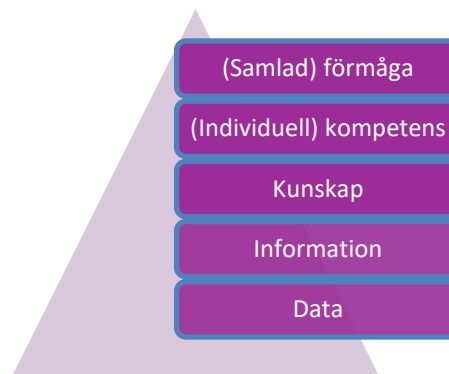 (Samlad) förmåga
(Individuell) kompetens
Kunskap
Information
Data